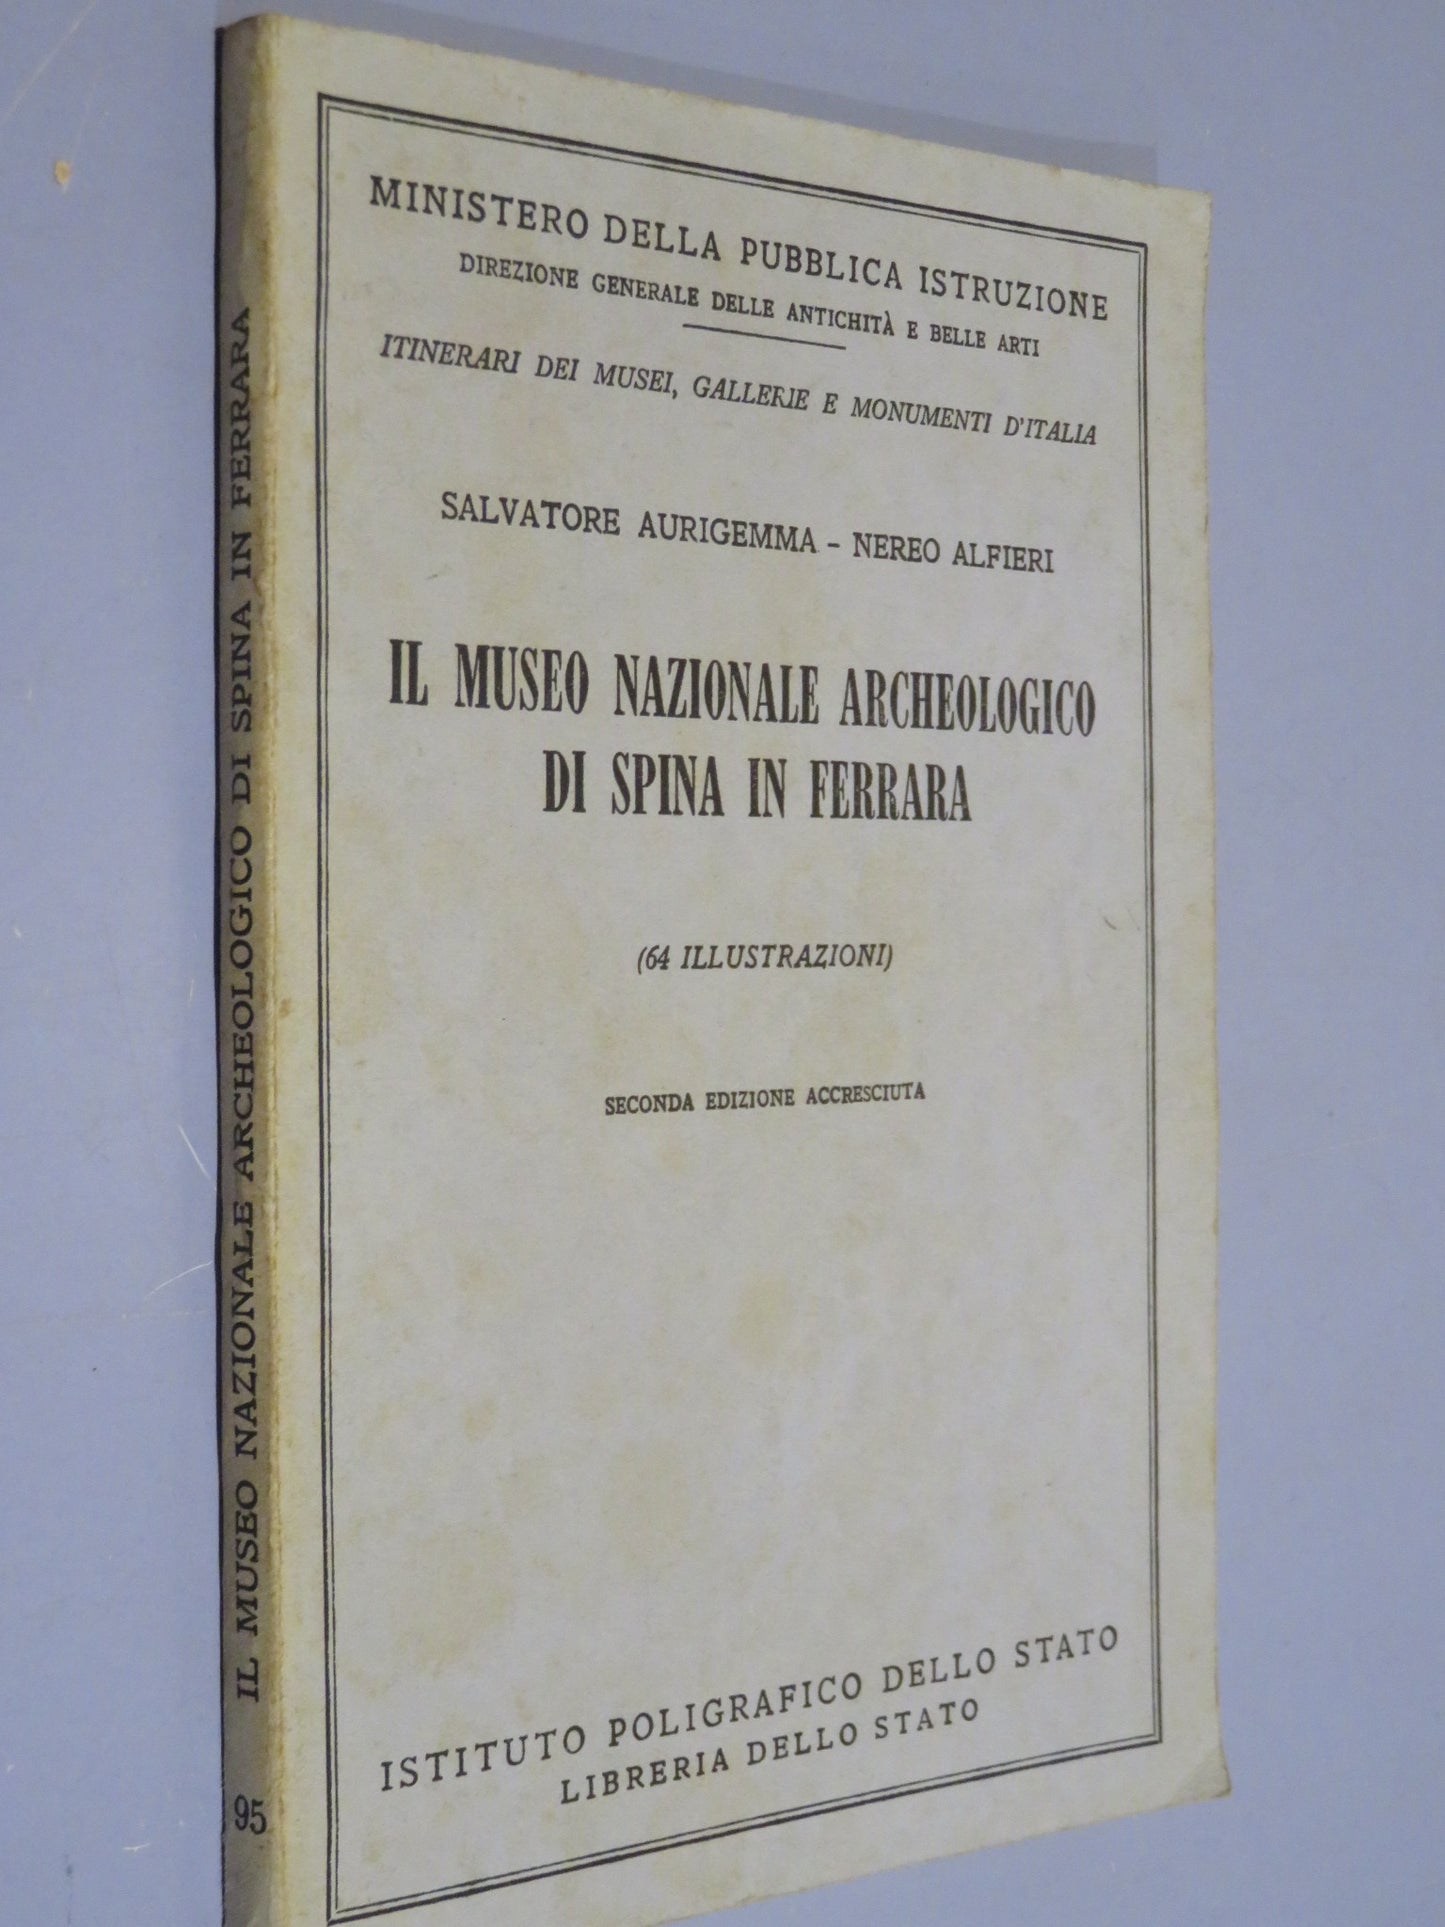 MINISTERO DELLA PUBBLICA ISTRUZIONE
DIREZIONE GENERALE DELLE ANTICHITÀ E BELLE ARTI
ITINERARI DEI MUSEI, GALLERIE E MONUMENTI D'ITALIA
SALVATORE AURIGEMMA - NEREO ALFIERI
IL MUSEO NAZIONALE ARCHEOLOGICO
DI SPINA IN FERRARA
(64 ILLUSTRAZIONI)
SECONDA EDIZIONE ACCRESCIUTA
ISTITUTO POLIGRAFICO DELLO STATO
LIBRERIA DELLO STATO
95 IL MUSEO NAZIONALE ARCHEOLOGICO DI SPINA IN FERRARA